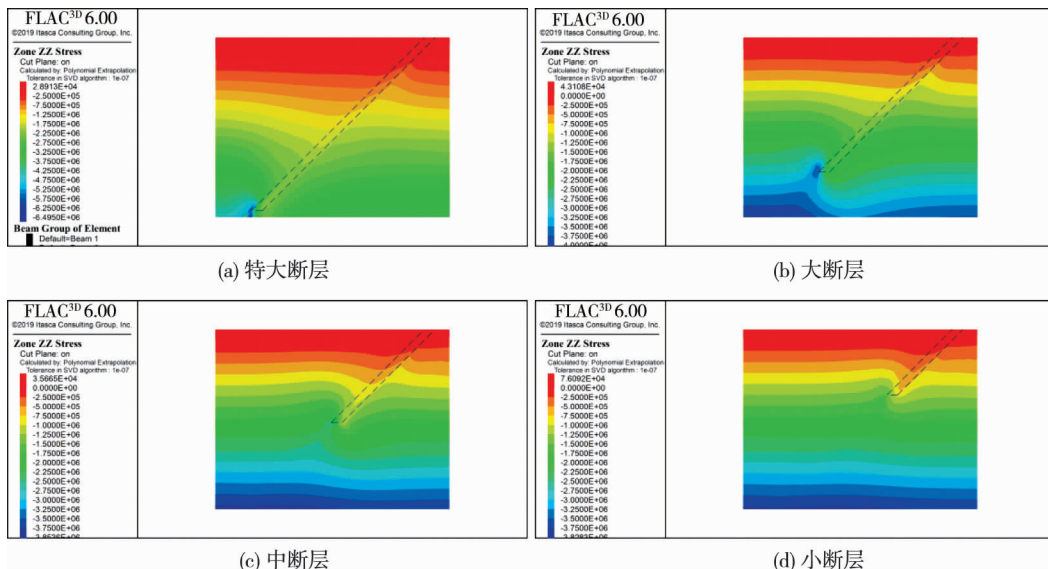 FLAC3D 6.00
©2019 Itasca Consulting Group, Inc.
Zone ZZ Stress
Cut Plane: on
Calculated by: Polynomial Extrapolation
Tolerance in SVD algorithm : 1e-07
2.8913E+04
-2.5000E+05
-7.5000E+05
-1.2500E+06
-2.2500E+06
-2.7500E+06
-3.2500E+06
-3.7500E+06
-4.2500E+06
-4.7500E+06
-5.2500E+06
-5.7500E+06
-6.2500E+06
-6.4950E+06
Beam Group of Element
Default=Beam 1
(a) 特大断层
FLAC3D 6.00
©2019 Itasca Consulting Group, Inc.
Zone ZZ Stress
Cut Plane: on
Calculated by: Polynomial Extrapolation
Tolerance in SVD algorithm : 1e-07
4.3108E+04
0.0000E+00
-2.5000E+05
-5.0000E+05
-7.5000E+05
-1.0000E+06
-1.2500E+06
-1.5000E+06
-1.7500E+06
-2.0000E+06
-2.2500E+06
-2.5000E+06
-2.7500E+06
-3.0000E+06
-3.2500E+06
-3.5000E+06
-3.7500E+06
(b) 大断层
FLAC3D 6.00
©2019 Itasca Consulting Group, Inc.
Zone ZZ Stress
Cut Plane: on
Calculated by: Polynomial Extrapolation
Tolerance in SVD algorithm : 1e-07
3.5665E+04
0.0000E+00
-2.5000E+05
-5.0000E+05
-7.5000E+05
-1.0000E+06
-1.2500E+06
-1.5000E+06
-1.7500E+06
-2.0000E+06
-2.2500E+06
-2.5000E+06
-2.7500E+06
-3.0000E+06
-3.2500E+06
-3.5000E+06
-3.7500E+06
(c) 中断层
FLAC3D 6.00
©2019 Itasca Consulting Group, Inc.
Zone ZZ Stress
Cut Plane: on
Calculated by: Polynomial Extrapolation
Tolerance in SVD algorithm : 1e-07
7.6092E+04
0.0000E+00
-2.5000E+05
-5.0000E+05
-7.5000E+05
-1.0000E+06
-1.2500E+06
-1.5000E+06
-1.7500E+06
-2.0000E+06
-2.2500E+06
-2.5000E+06
-2.7500E+06
-3.0000E+06
-3.2500E+06
-3.5000E+06
-3.7500E+06
(d) 小断层